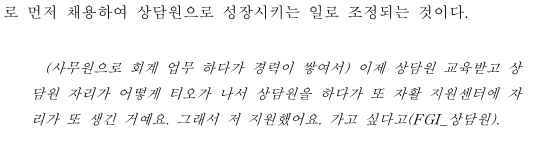 로 먼저 채용하여 상담원으로 성장시키는 일로 조정되는 것이다.
(사무원으로 회계 업무 하다가 경력이 쌓여서) 이제 상담원 교육받고 상
담원 자리가 어떻게 티오가 나서 상담원을 하다가 또 자활 지원센터에 자
리가 또 생긴 거예요. 그래서 저 지원했어요. 가고 싶다고(FGI_상담원).